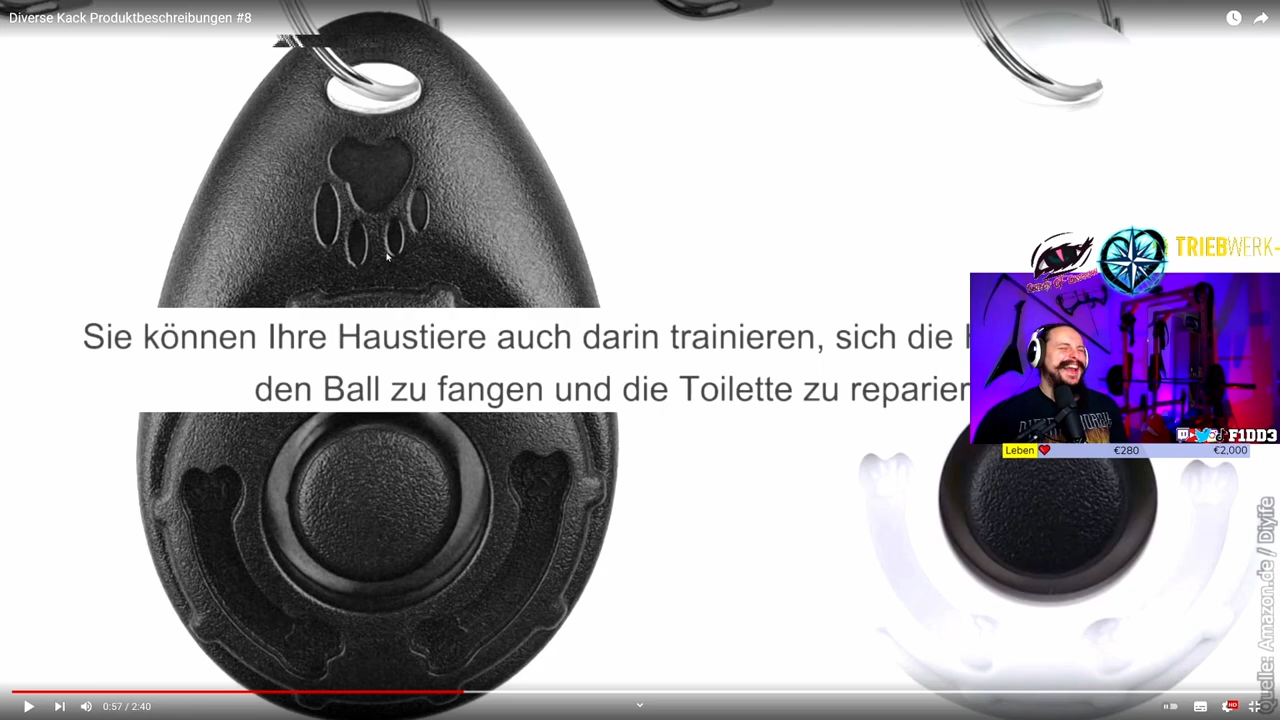 Diverse Kack Produktbeschreibungen #8
TRIEBWERK-
Sie können Ihre Haustiere auch darin trainieren, sich die
den Ball zu fangen und die Toilette zu reparier
F1DD3
Leben €280 €2,000
Quelle: Amazon.de / Diyife
0:57 / 2:40
HD